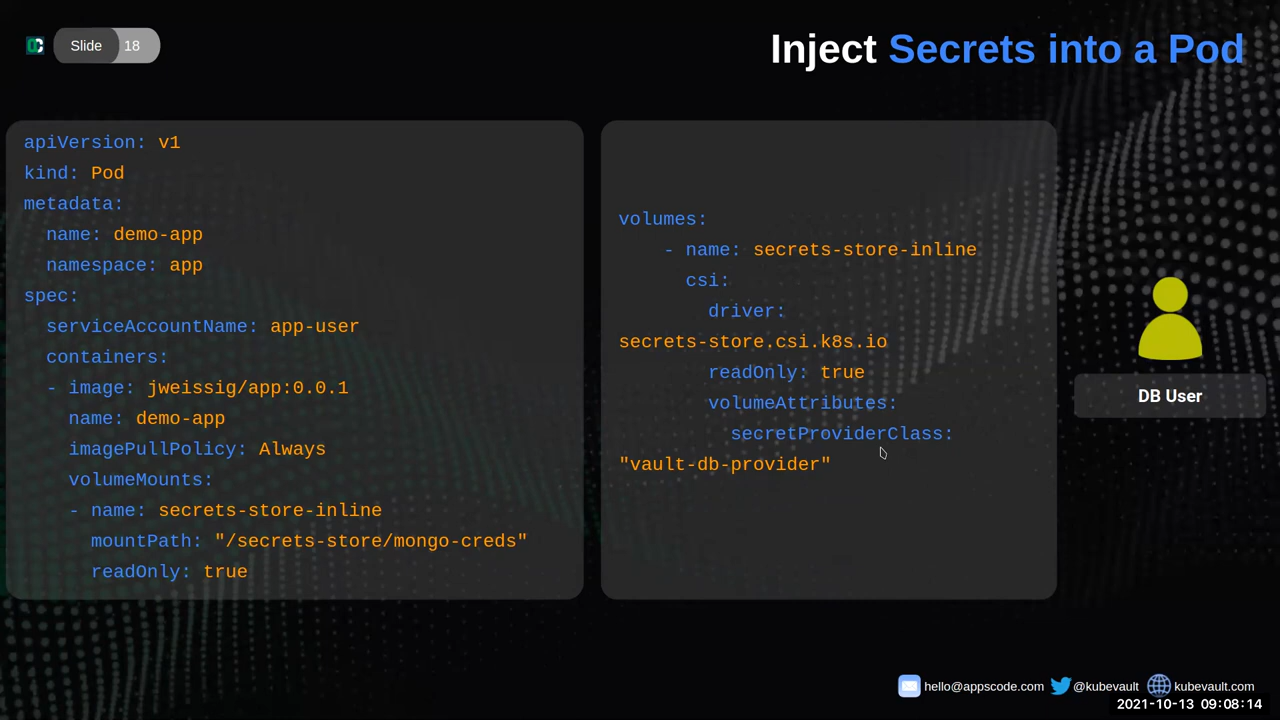 Slide 18
Inject Secrets into a Pod
apiVersion: v1
kind: Pod
metadata:
  name: demo-app
  namespace: app
spec:
  serviceAccountName: app-user
  containers:
  - image: jweissig/app:0.0.1
    name: demo-app
    imagePullPolicy: Always
    volumeMounts:
    - name: secrets-store-inline
      mountPath: "/secrets-store/mongo-creds"
      readOnly: true
volumes:
    - name: secrets-store-inline
      csi:
        driver:
secrets-store.csi.k8s.io
        readOnly: true
        volumeAttributes:
          secretProviderClass:
"vault-db-provider"
DB User
hello@appscode.com @kubevault kubevault.com
2021-10-13 09:08:14